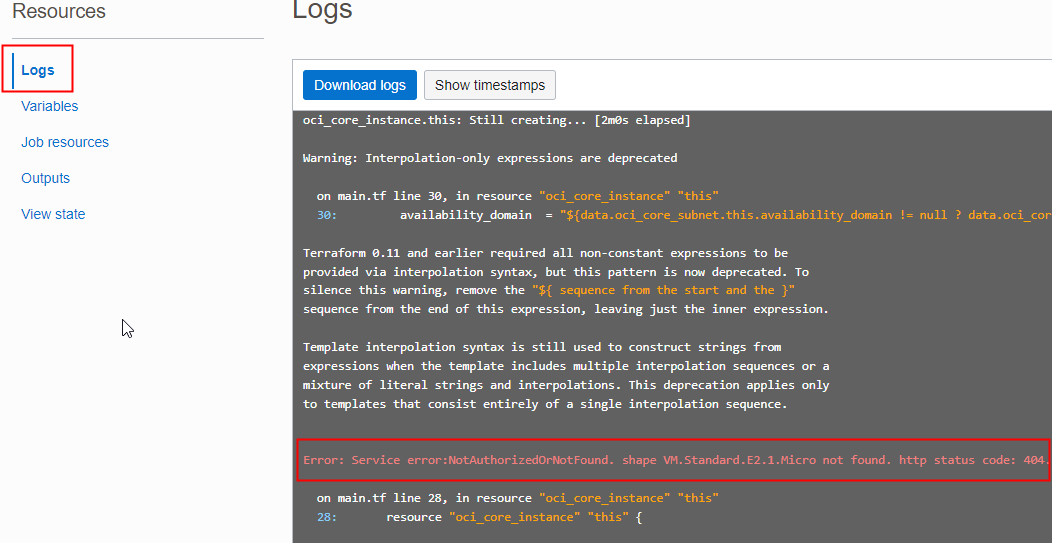 Resources
Logs
Variables
Job resources
Outputs
View state
Logs
Download logs
Show timestamps
oci_core_instance.this: Still creating... [2m0s elapsed]
Warning: Interpolation-only expressions are deprecated
on main.tf line 30, in resource "oci_core_instance" "this"
30: availability_domain = "${data.oci_core_subnet.this.availability_domain != null ? data.oci_cor
Terraform 0.11 and earlier required all non-constant expressions to be
provided via interpolation syntax, but this pattern is now deprecated. To
silence this warning, remove the "${ sequence from the start and the }"
sequence from the end of this expression, leaving just the inner expression.
Template interpolation syntax is still used to construct strings from
expressions when the template includes multiple interpolation sequences or a
mixture of literal strings and interpolations. This deprecation applies only
to templates that consist entirely of a single interpolation sequence.
Error: Service error:NotAuthorizedOrNotFound. shape VM.Standard.E2.1.Micro not found. http status code: 404.
on main.tf line 28, in resource "oci_core_instance" "this"
28: resource "oci_core_instance" "this" {